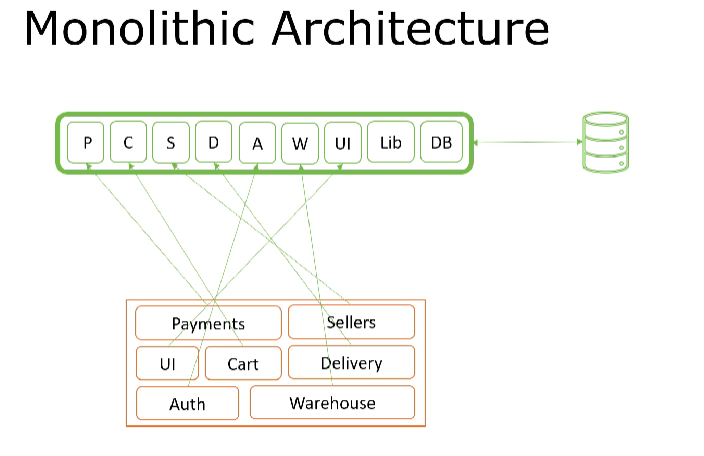 Monolithic Architecture
P C S D A W UI Lib DB
Payments Sellers
UI Cart Delivery
Auth Warehouse